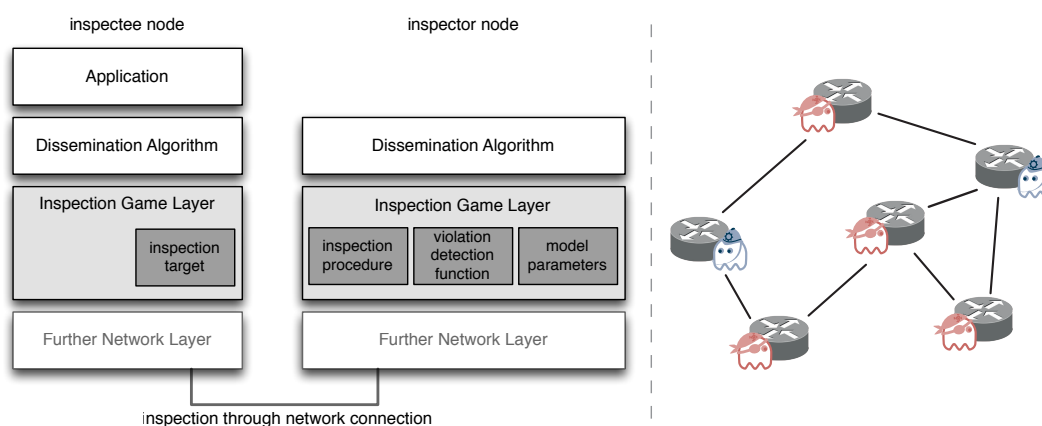 inspectee node
inspector node
Application
Dissemination Algorithm
Dissemination Algorithm
Inspection Game Layer
inspection
target
Inspection Game Layer
inspection
procedure
violation
detection
function
model
parameters
Further Network Layer
Further Network Layer
inspection through network connection